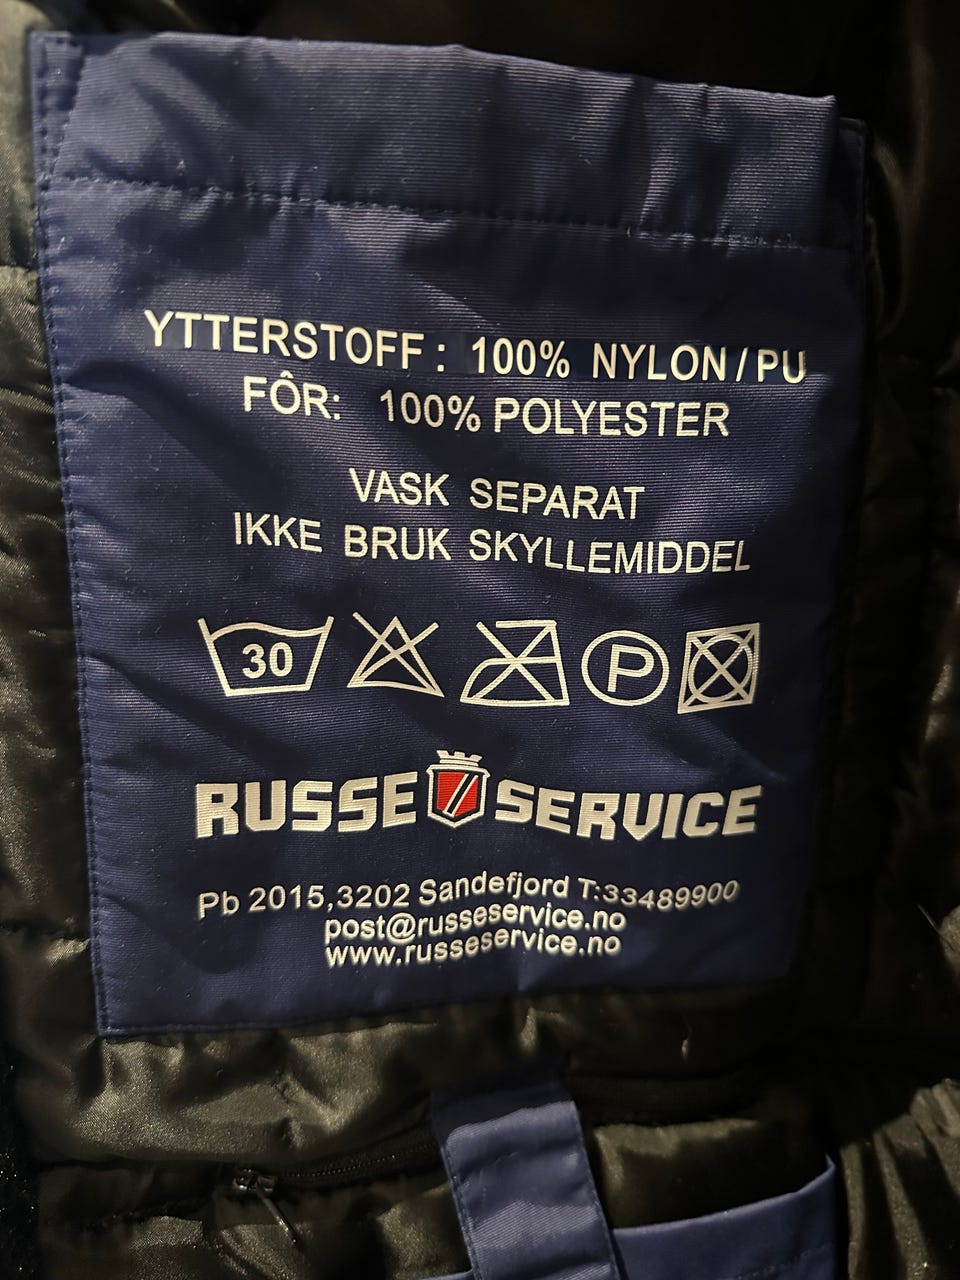 YTTERSTOFF: 100% NYLON/PU
FÔR: 100% POLYESTER
VASK SEPARAT
IKKE BRUK SKYLLEMIDDEL
30 P
RUSSE SERVICE
Pb 2015,3202 Sandefjord T:33489900
post@russeservice.no
www.russeservice.no